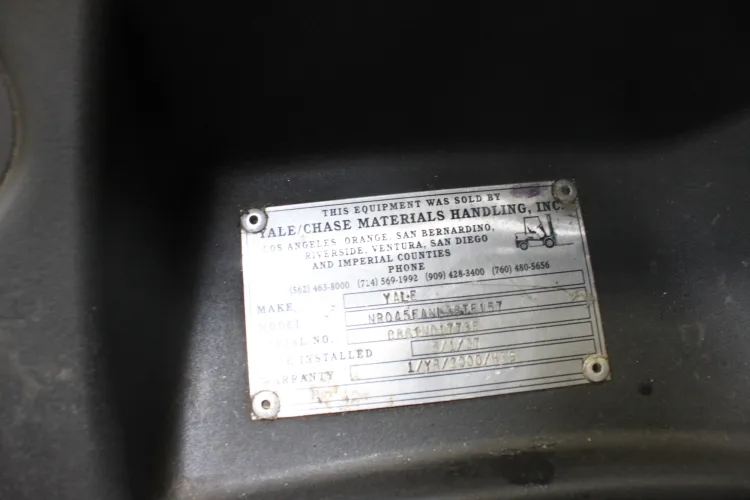 THIS EQUIPMENT WAS SOLD BY
YALE/CHASE MATERIALS HANDLING, INC.
LOS ANGELES, ORANGE, SAN BERNARDINO,
RIVERSIDE, VENTURA, SAN DIEGO
AND IMPERIAL COUNTIES
PHONE
(562) 463-8000 (714) 569-1992 (909) 428-3400 (760) 480-5656
MAKE YALE
MODEL
SERIAL NO.
INSTALLED
WARRANTY